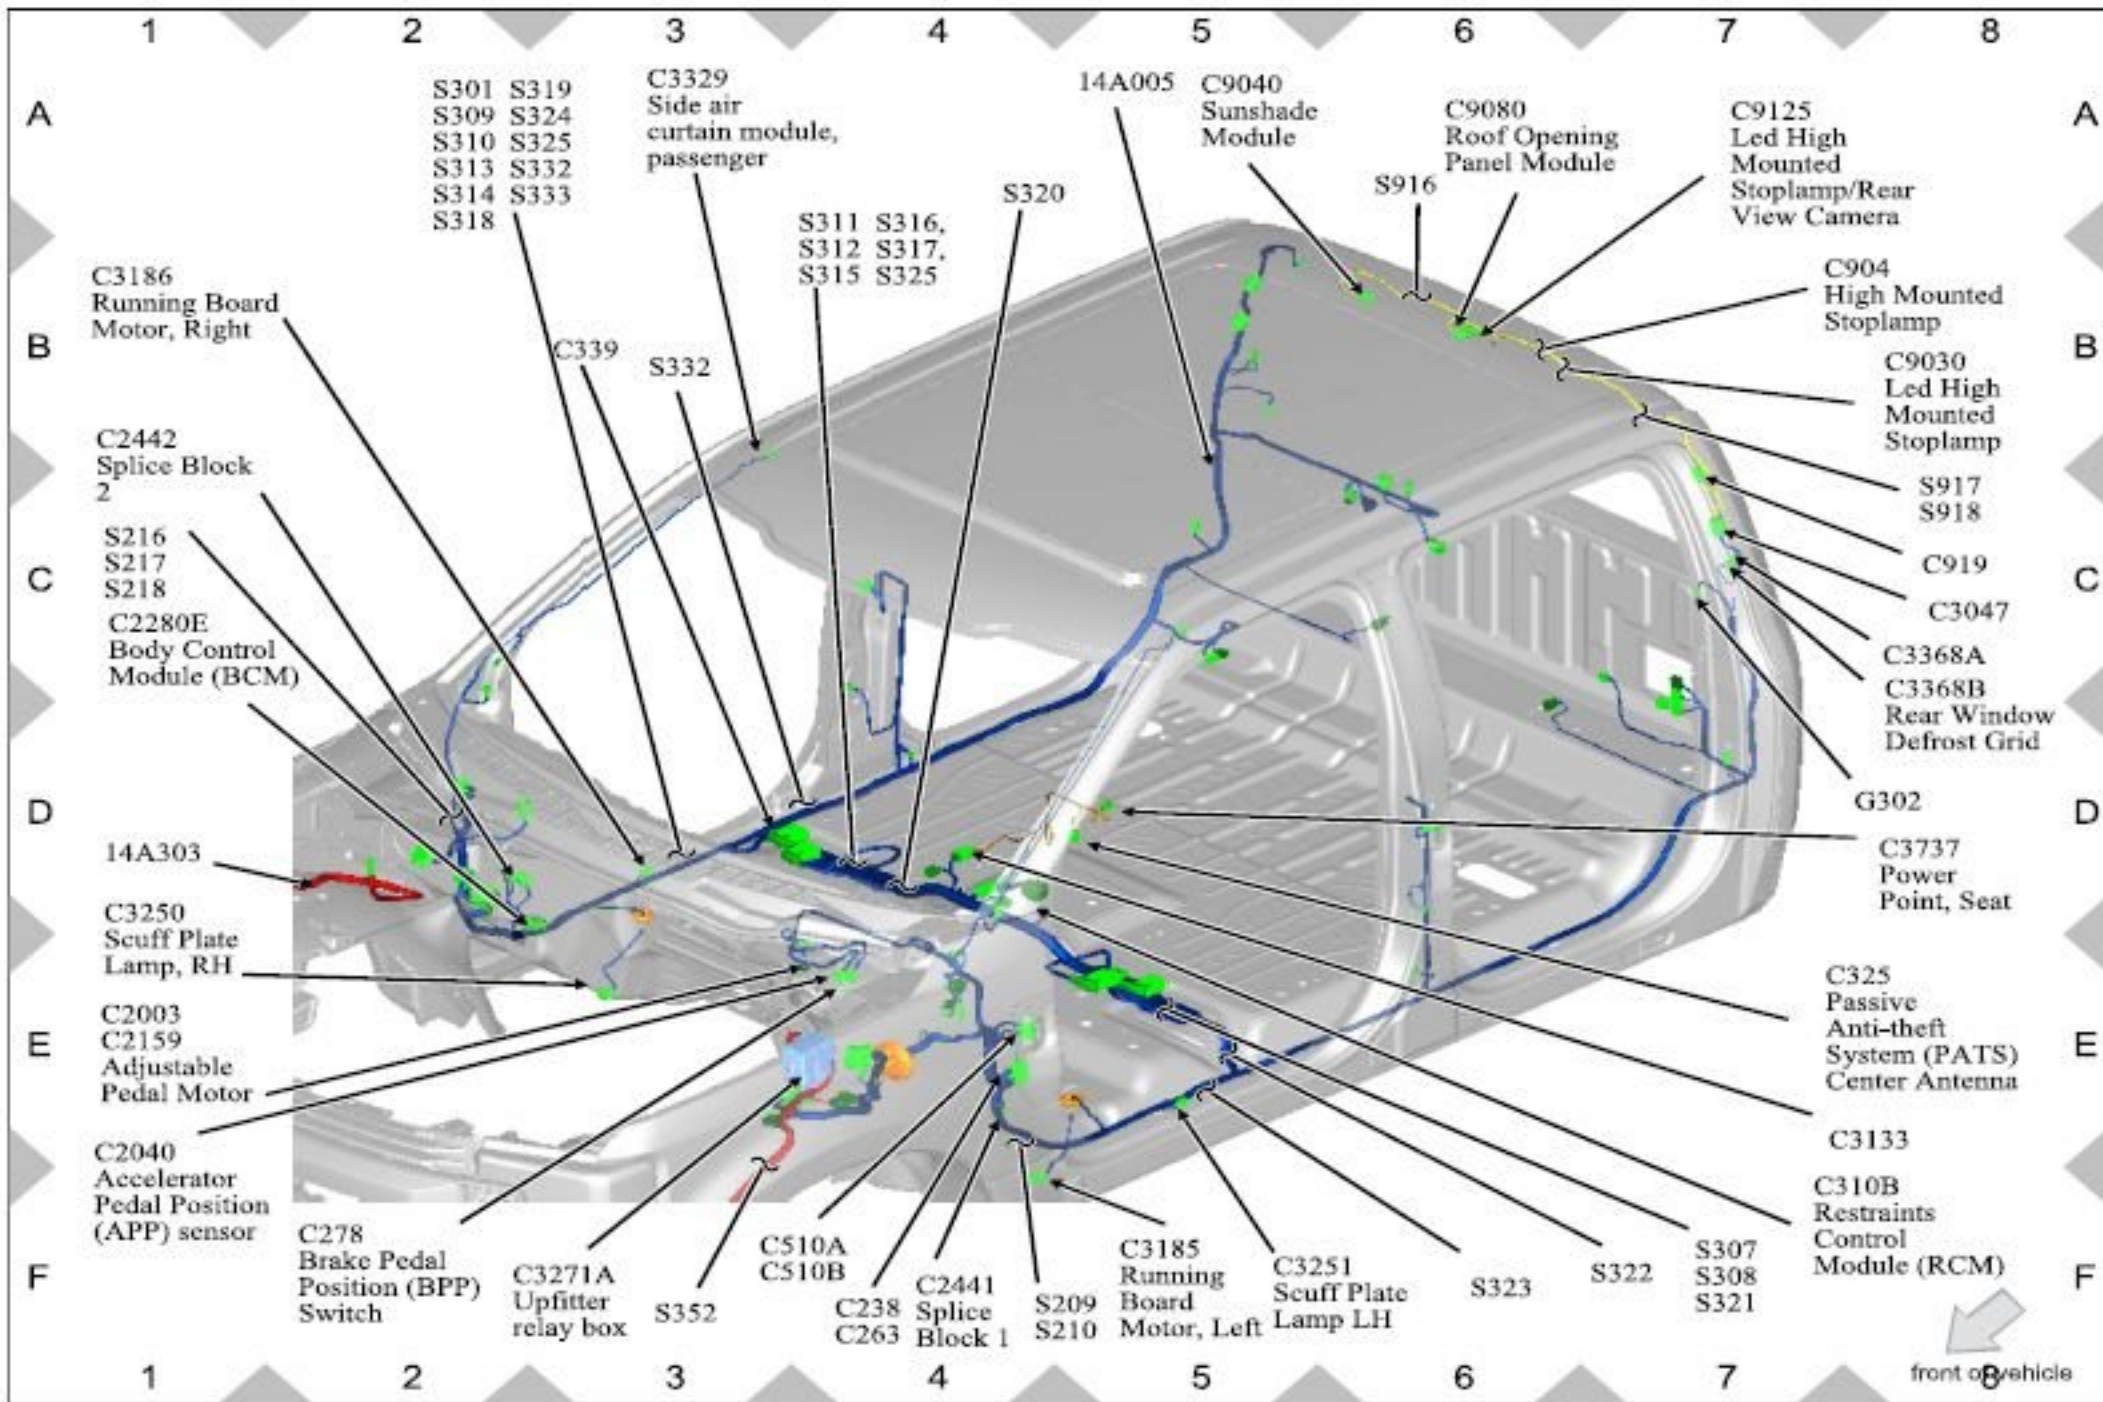 1 2 3 4 5 6 7 8
A
A
S301 S319
S309 S324
S310 S325
S313 S332
S314 S333
S318
C3329
Side air
curtain module,
passenger
14A005
C9040
Sunshade
Module
C9080
Roof Opening
Panel Module
C9125
Led High
Mounted
Stoplamp/Rear
View Camera
S916
S320
S311 S316,
S312 S317,
S315 S325
C3186
Running Board
Motor, Right
C904
High Mounted
Stoplamp
B
B
C339
S332
C9030
Led High
Mounted
Stoplamp
C2442
Splice Block
2
S917
S918
S216
S217
S218
C919
C
C
C3047
C2280E
Body Control
Module (BCM)
C3368A
C3368B
Rear Window
Defrost Grid
D
D
G302
14A303
C3737
Power
Point, Seat
C3250
Scuff Plate
Lamp, RH
C325
Passive
Anti-theft
System (PATS)
Center Antenna
C2003
C2159
Adjustable
Pedal Motor
E
E
C3133
C2040
Accelerator
Pedal Position
(APP) sensor
C310B
Restraints
Control
Module (RCM)
C278
Brake Pedal
Position (BPP)
Switch
C3271A
Upfitter
relay box
S352
C510A
C510B
C238
C263
C2441
Splice
Block 1
S209
S210
C3185
Running
Board
Motor, Left
C3251
Scuff Plate
Lamp LH
S323
S322
S307
S308
S321
F
F
front of vehicle
1 2 3 4 5 6 7 8